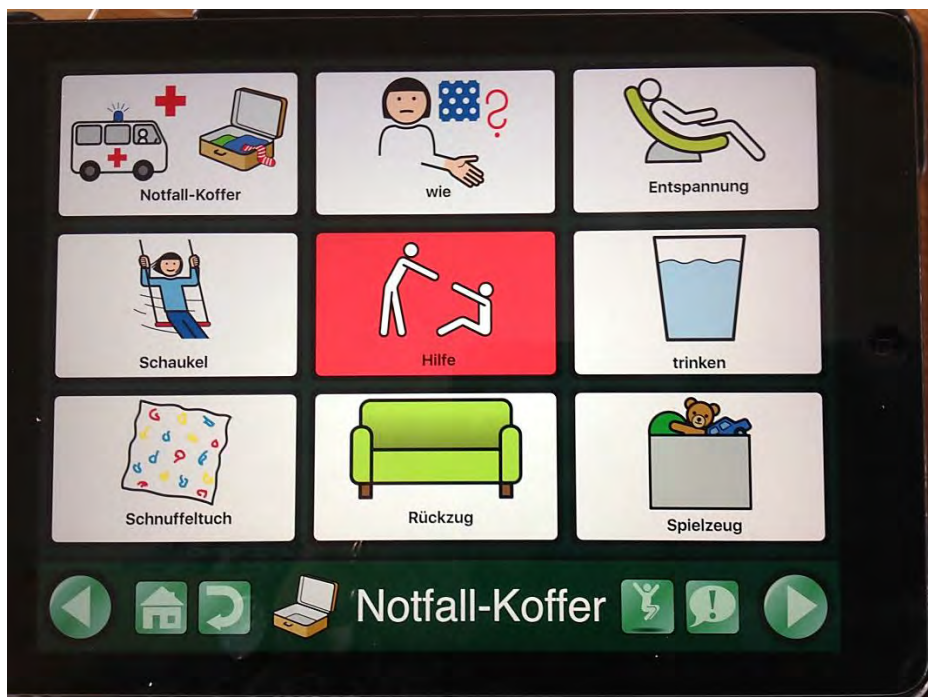 Notfall-Koffer
wie
Entspannung
Schaukel
Hilfe
trinken
Schnuffeltuch
Rückzug
Spielzeug
Notfall-Koffer